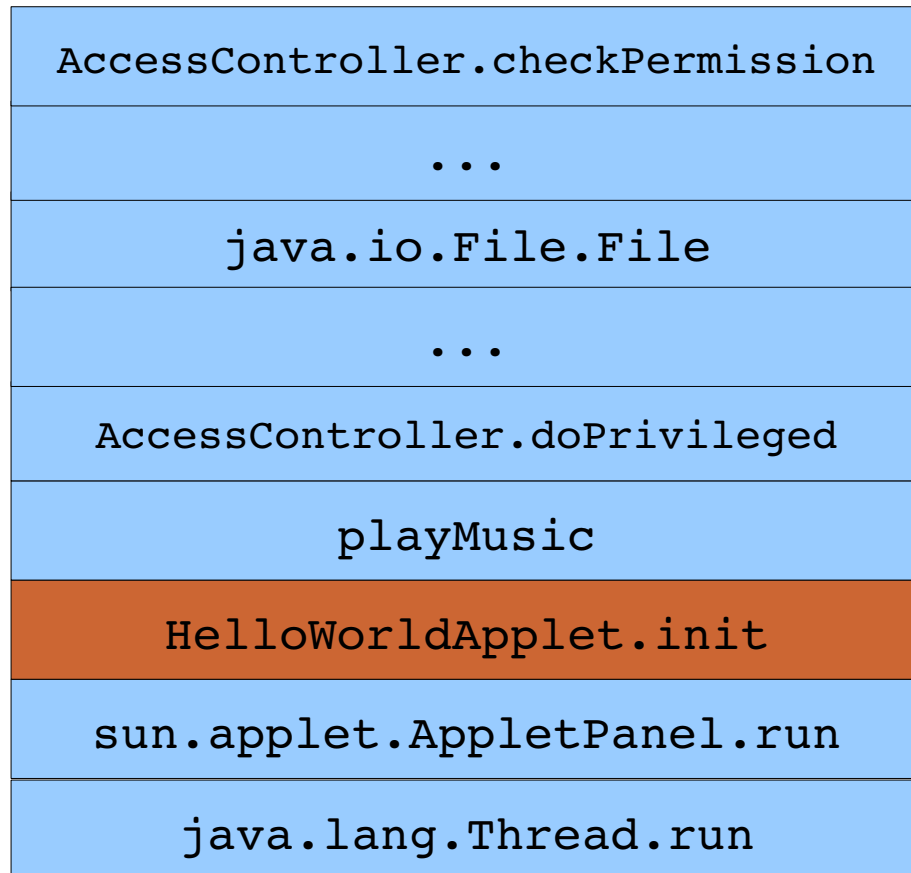 AccessController.checkPermission
...
java.io.File.File
...
AccessController.doPrivileged
playMusic
HelloWorldApplet.init
sun.applet.AppletPanel.run
java.lang.Thread.run